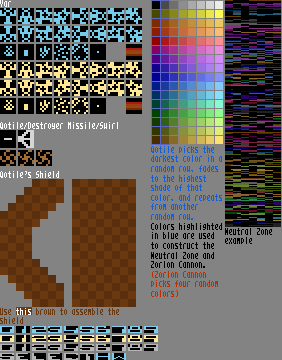 Yar
Qotile/Destroyer Missile/Swirl
Qotile's Shield
Use this brown to assemble the
shield
Qotile picks the
darkest color in a
random row, fades
to the highest
shade of that
color, and repeats
from another
random row.
Colors highlighted
in blue are used
to construct the
Neutral Zone and
Zorlon Cannon.
(Zorlon Cannon
picks four random
colors)
Neutral Zone
example